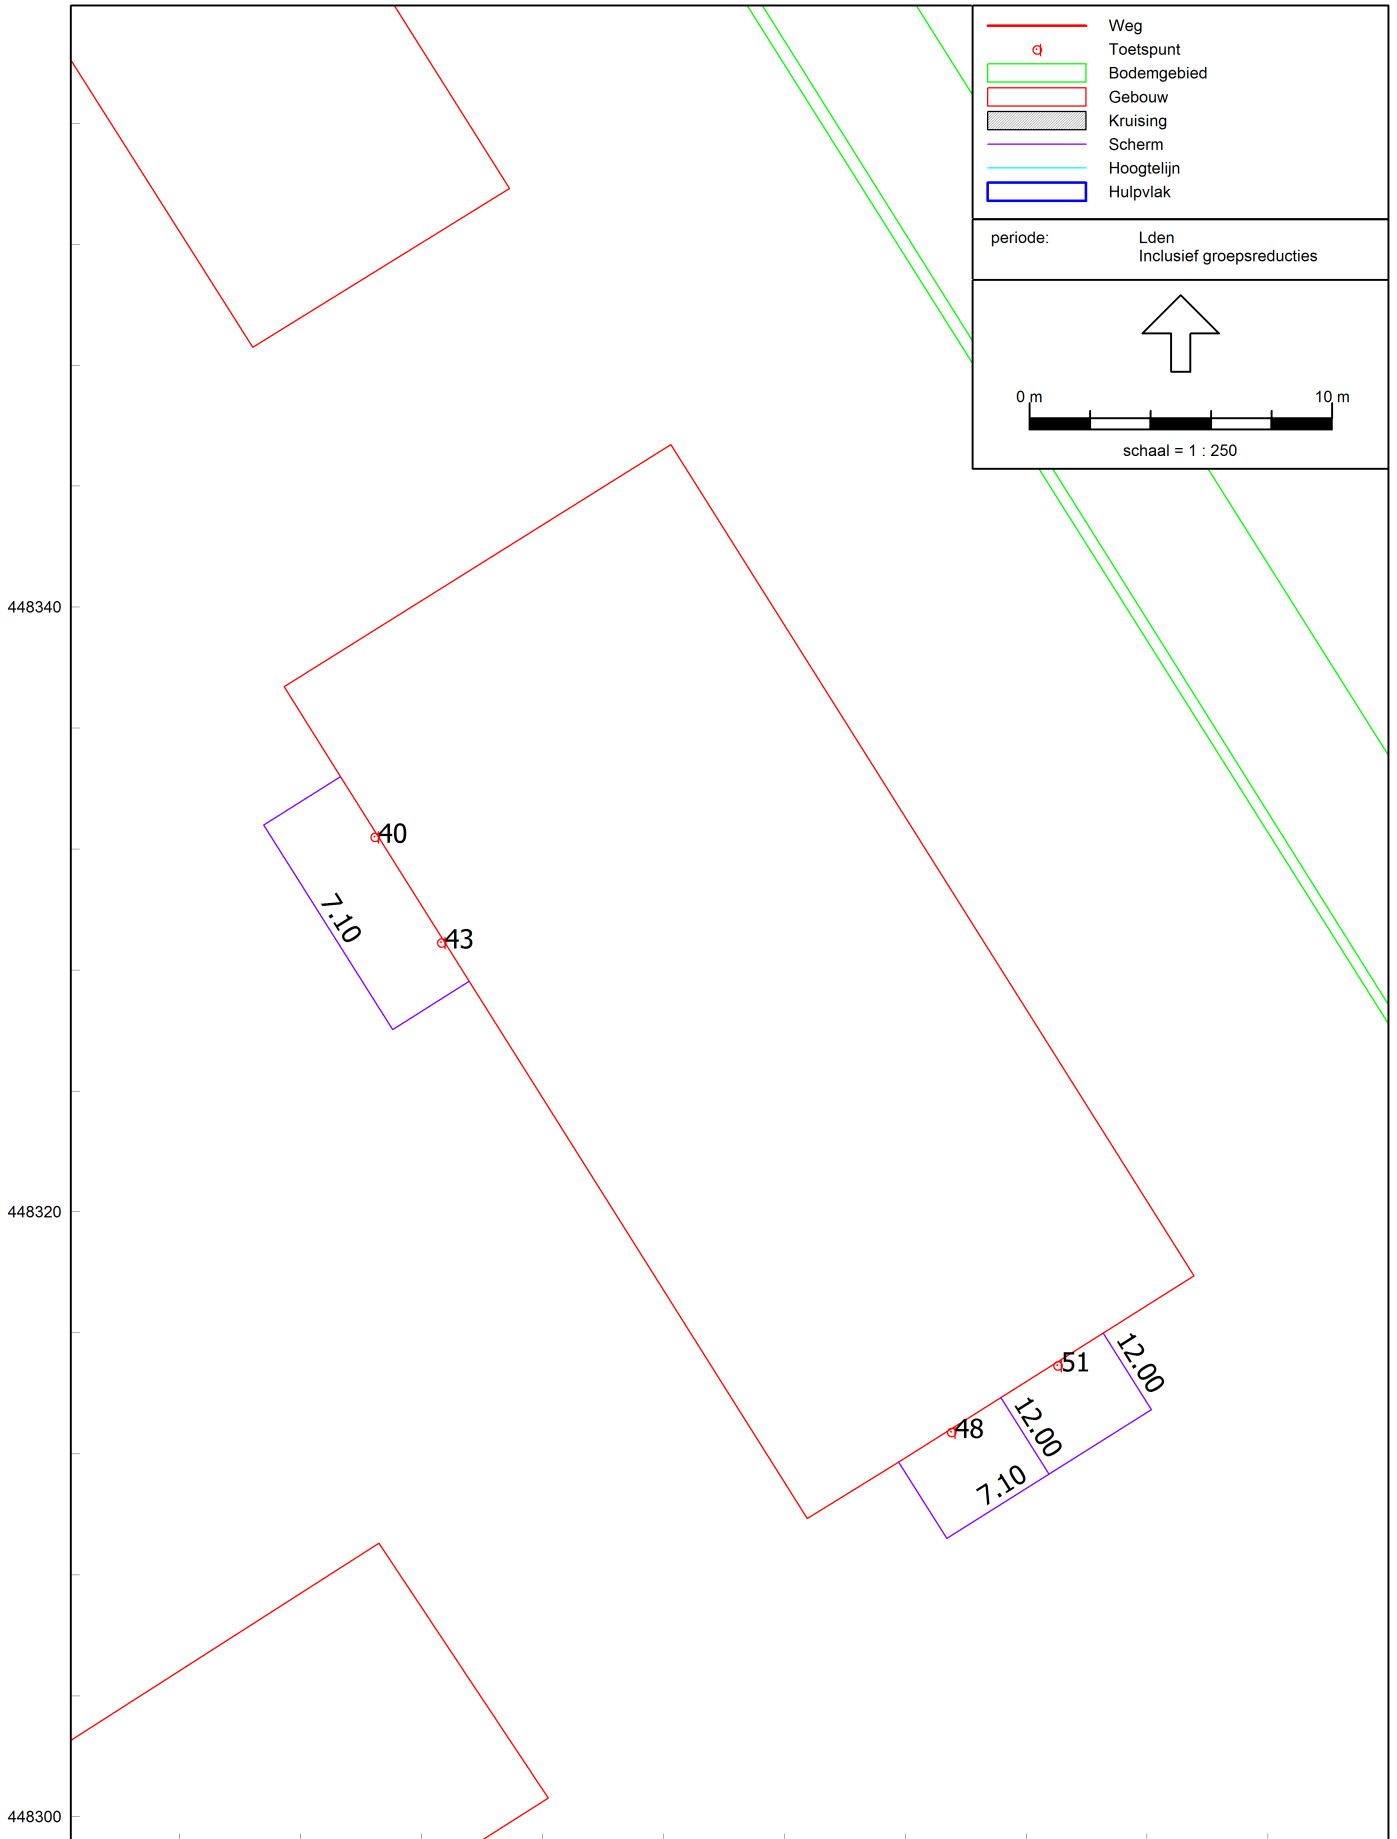 Weg
Toetspunt
Bodemgebied
Gebouw
Kruising
Scherm
Hoogtelijn
Hulpvlak
periode: Lden
Inclusief groepsreducties
0 m 10 m
schaal = 1 : 250
448340
40
7.10
43
448320
12.00
51
12.00
48
7.10
448300